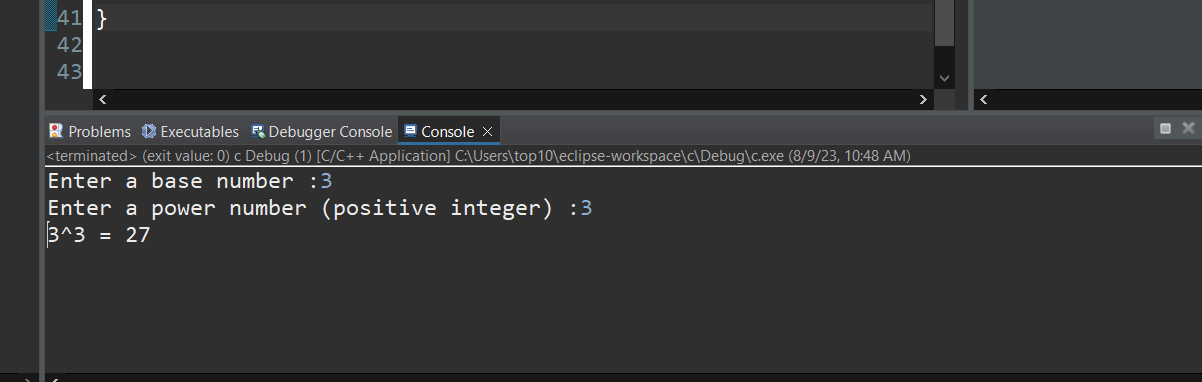 41 }
42
43
Problems Executables Debugger Console Console
<terminated> (exit value: 0) c Debug (1) [C/C++ Application] C:\Users\top10\eclipse-workspace\c\Debug\c.exe (8/9/23, 10:48 AM)
Enter a base number :3
Enter a power number (positive integer) :3
3^3 = 27